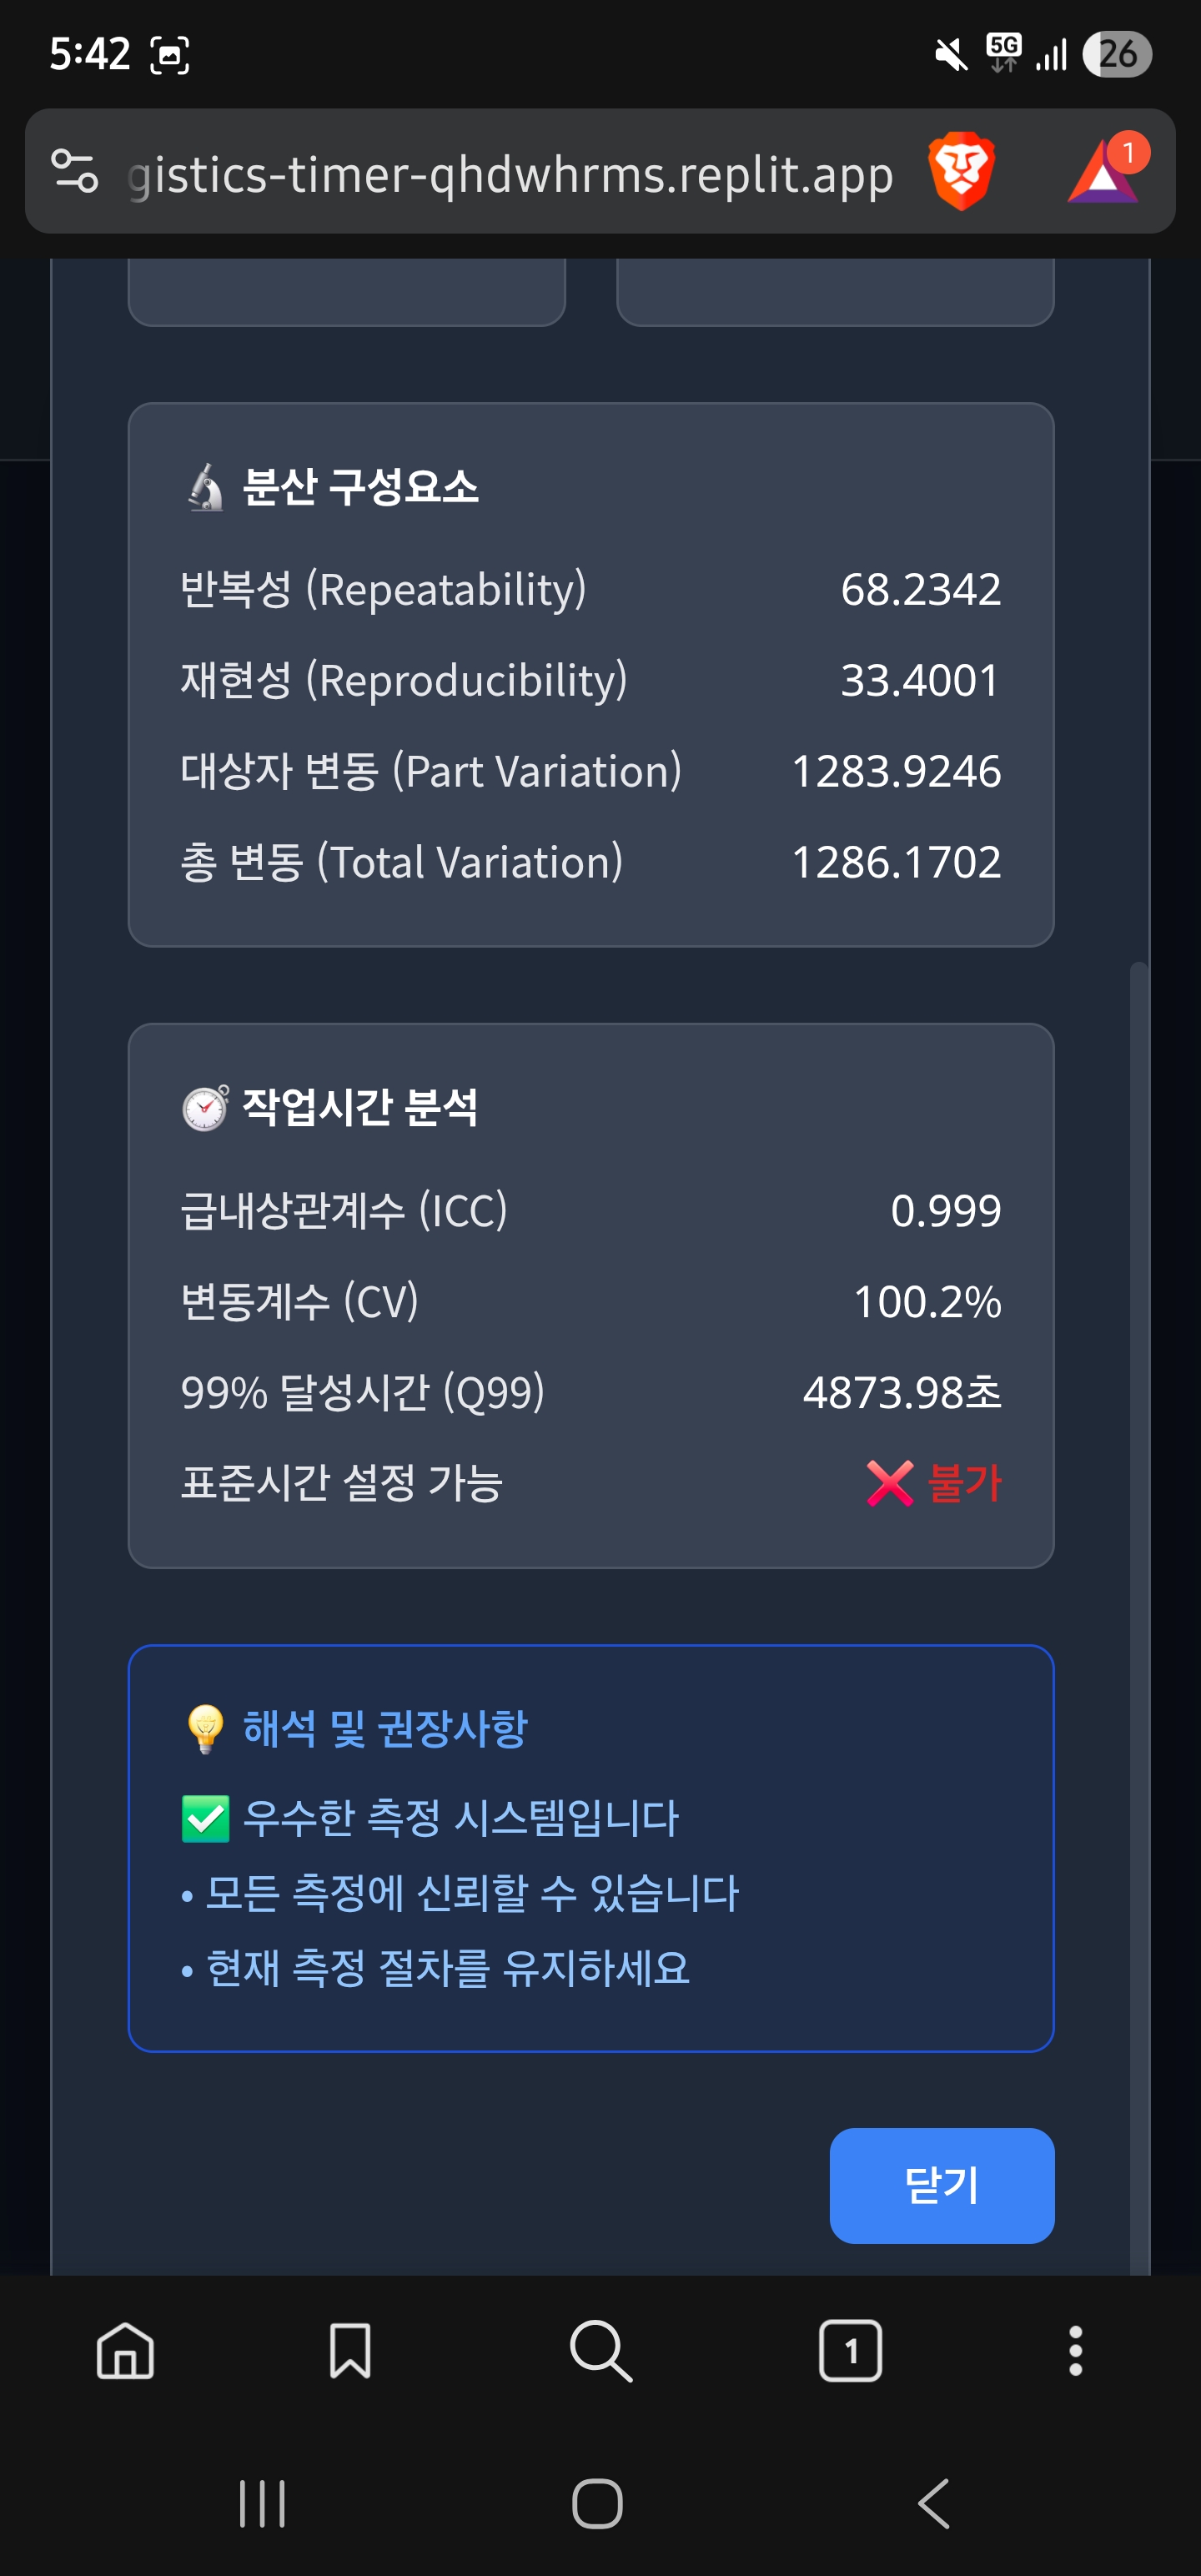 5:42
5G
26
gistics-timer-qhdwhrms.replit.app
1
🔬 분산 구성요소
반복성 (Repeatability) 68.2342
재현성 (Reproducibility) 33.4001
대상자 변동 (Part Variation) 1283.9246
총 변동 (Total Variation) 1286.1702
⏱️ 작업시간 분석
급내상관계수 (ICC) 0.999
변동계수 (CV) 100.2%
99% 달성시간 (Q99) 4873.98초
표준시간 설정 가능 ❌ 불가
💡 해석 및 권장사항
✅ 우수한 측정 시스템입니다
• 모든 측정에 신뢰할 수 있습니다
• 현재 측정 절차를 유지하세요
닫기
1